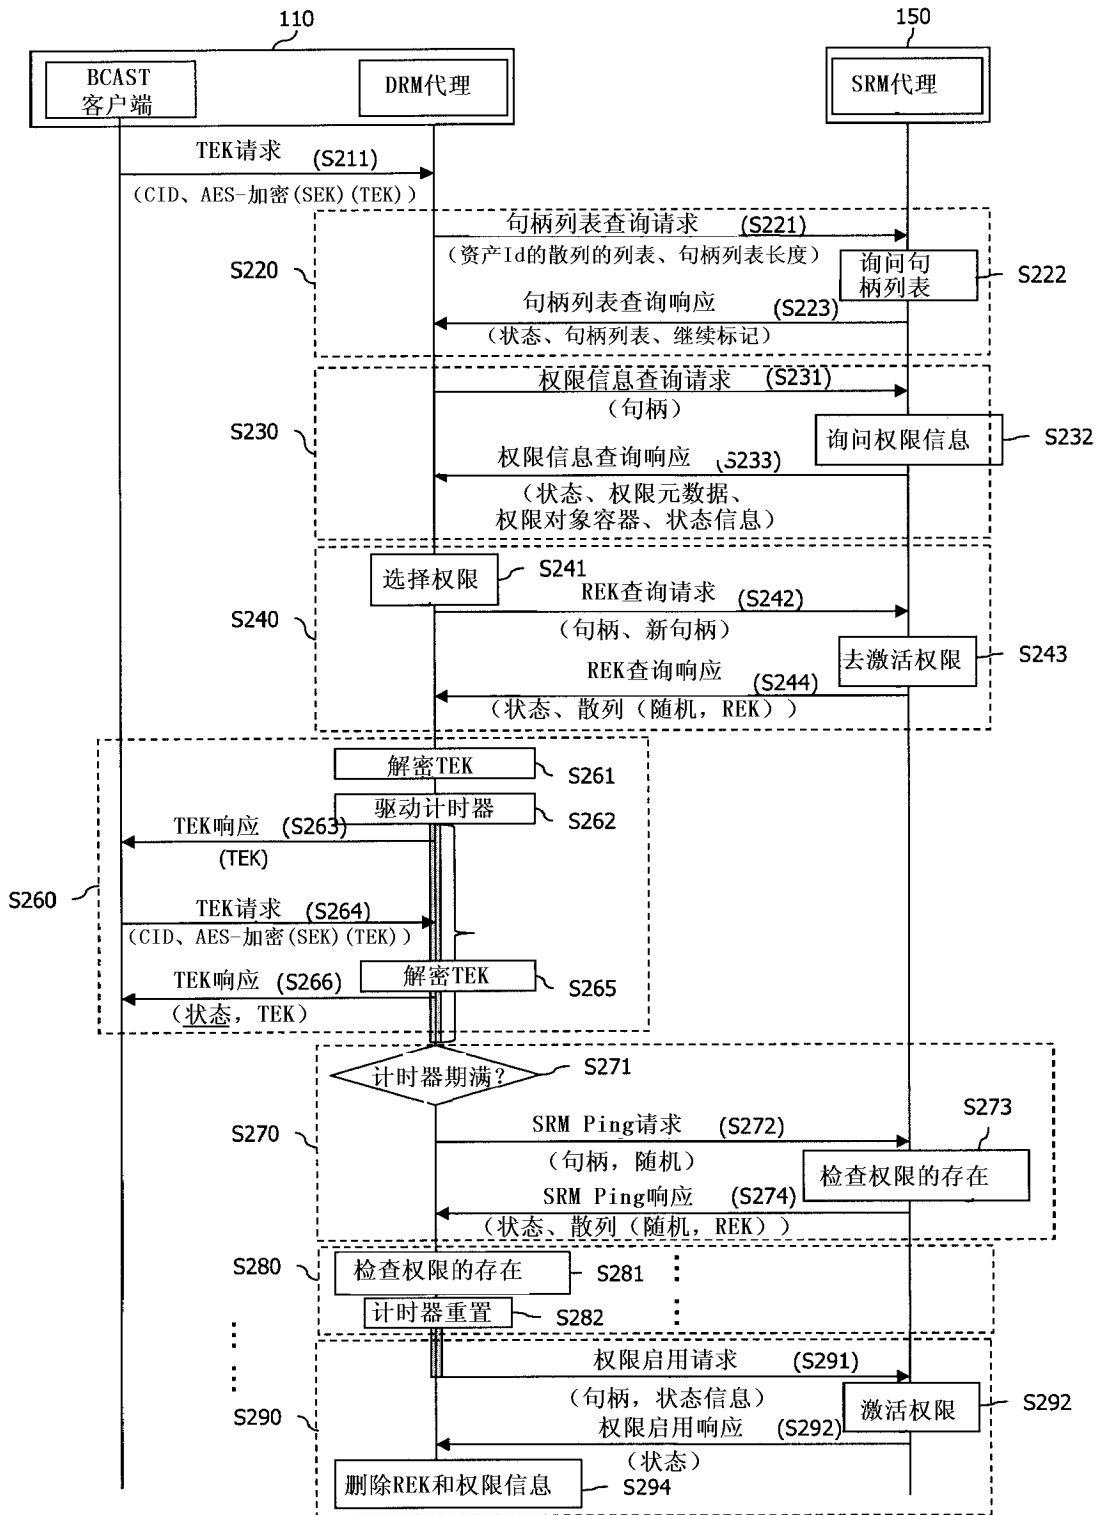 110
150
BCAST
客户端
DRM代理
SRM代理
TEK请求 (S211)
(CID、AES-加密(SEK)(TEK))
句柄列表查询请求 (S221)
(资产Id的散列的列表、句柄列表长度)
S220
询问句
柄列表
S222
句柄列表查询响应 (S223)
(状态、句柄列表、继续标记)
权限信息查询请求 (S231)
(句柄)
S230
询问权限信息
S232
权限信息查询响应 (S233)
(状态、权限元数据、
权限对象容器、状态信息)
选择权限
S241
REK查询请求 (S242)
S240
(句柄、新句柄)
去激活权限
S243
REK查询响应 (S244)
(状态、散列(随机,REK))
解密TEK
S261
驱动计时器
S262
TEK响应 (S263)
(TEK)
S260
TEK请求 (S264)
(CID、AES-加密(SEK)(TEK))
解密TEK
S265
TEK响应 (S266)
(状态,TEK)
计时器期满?
S271
S273
S270
SRM Ping请求 (S272)
(句柄,随机)
检查权限的存在
SRM Ping响应 (S274)
(状态、散列(随机,REK))
S280
检查权限的存在
S281
计时器重置
S282
权限启用请求 (S291)
(句柄,状态信息)
S290
激活权限
S292
权限启用响应 (S292)
(状态)
删除REK和权限信息
S294